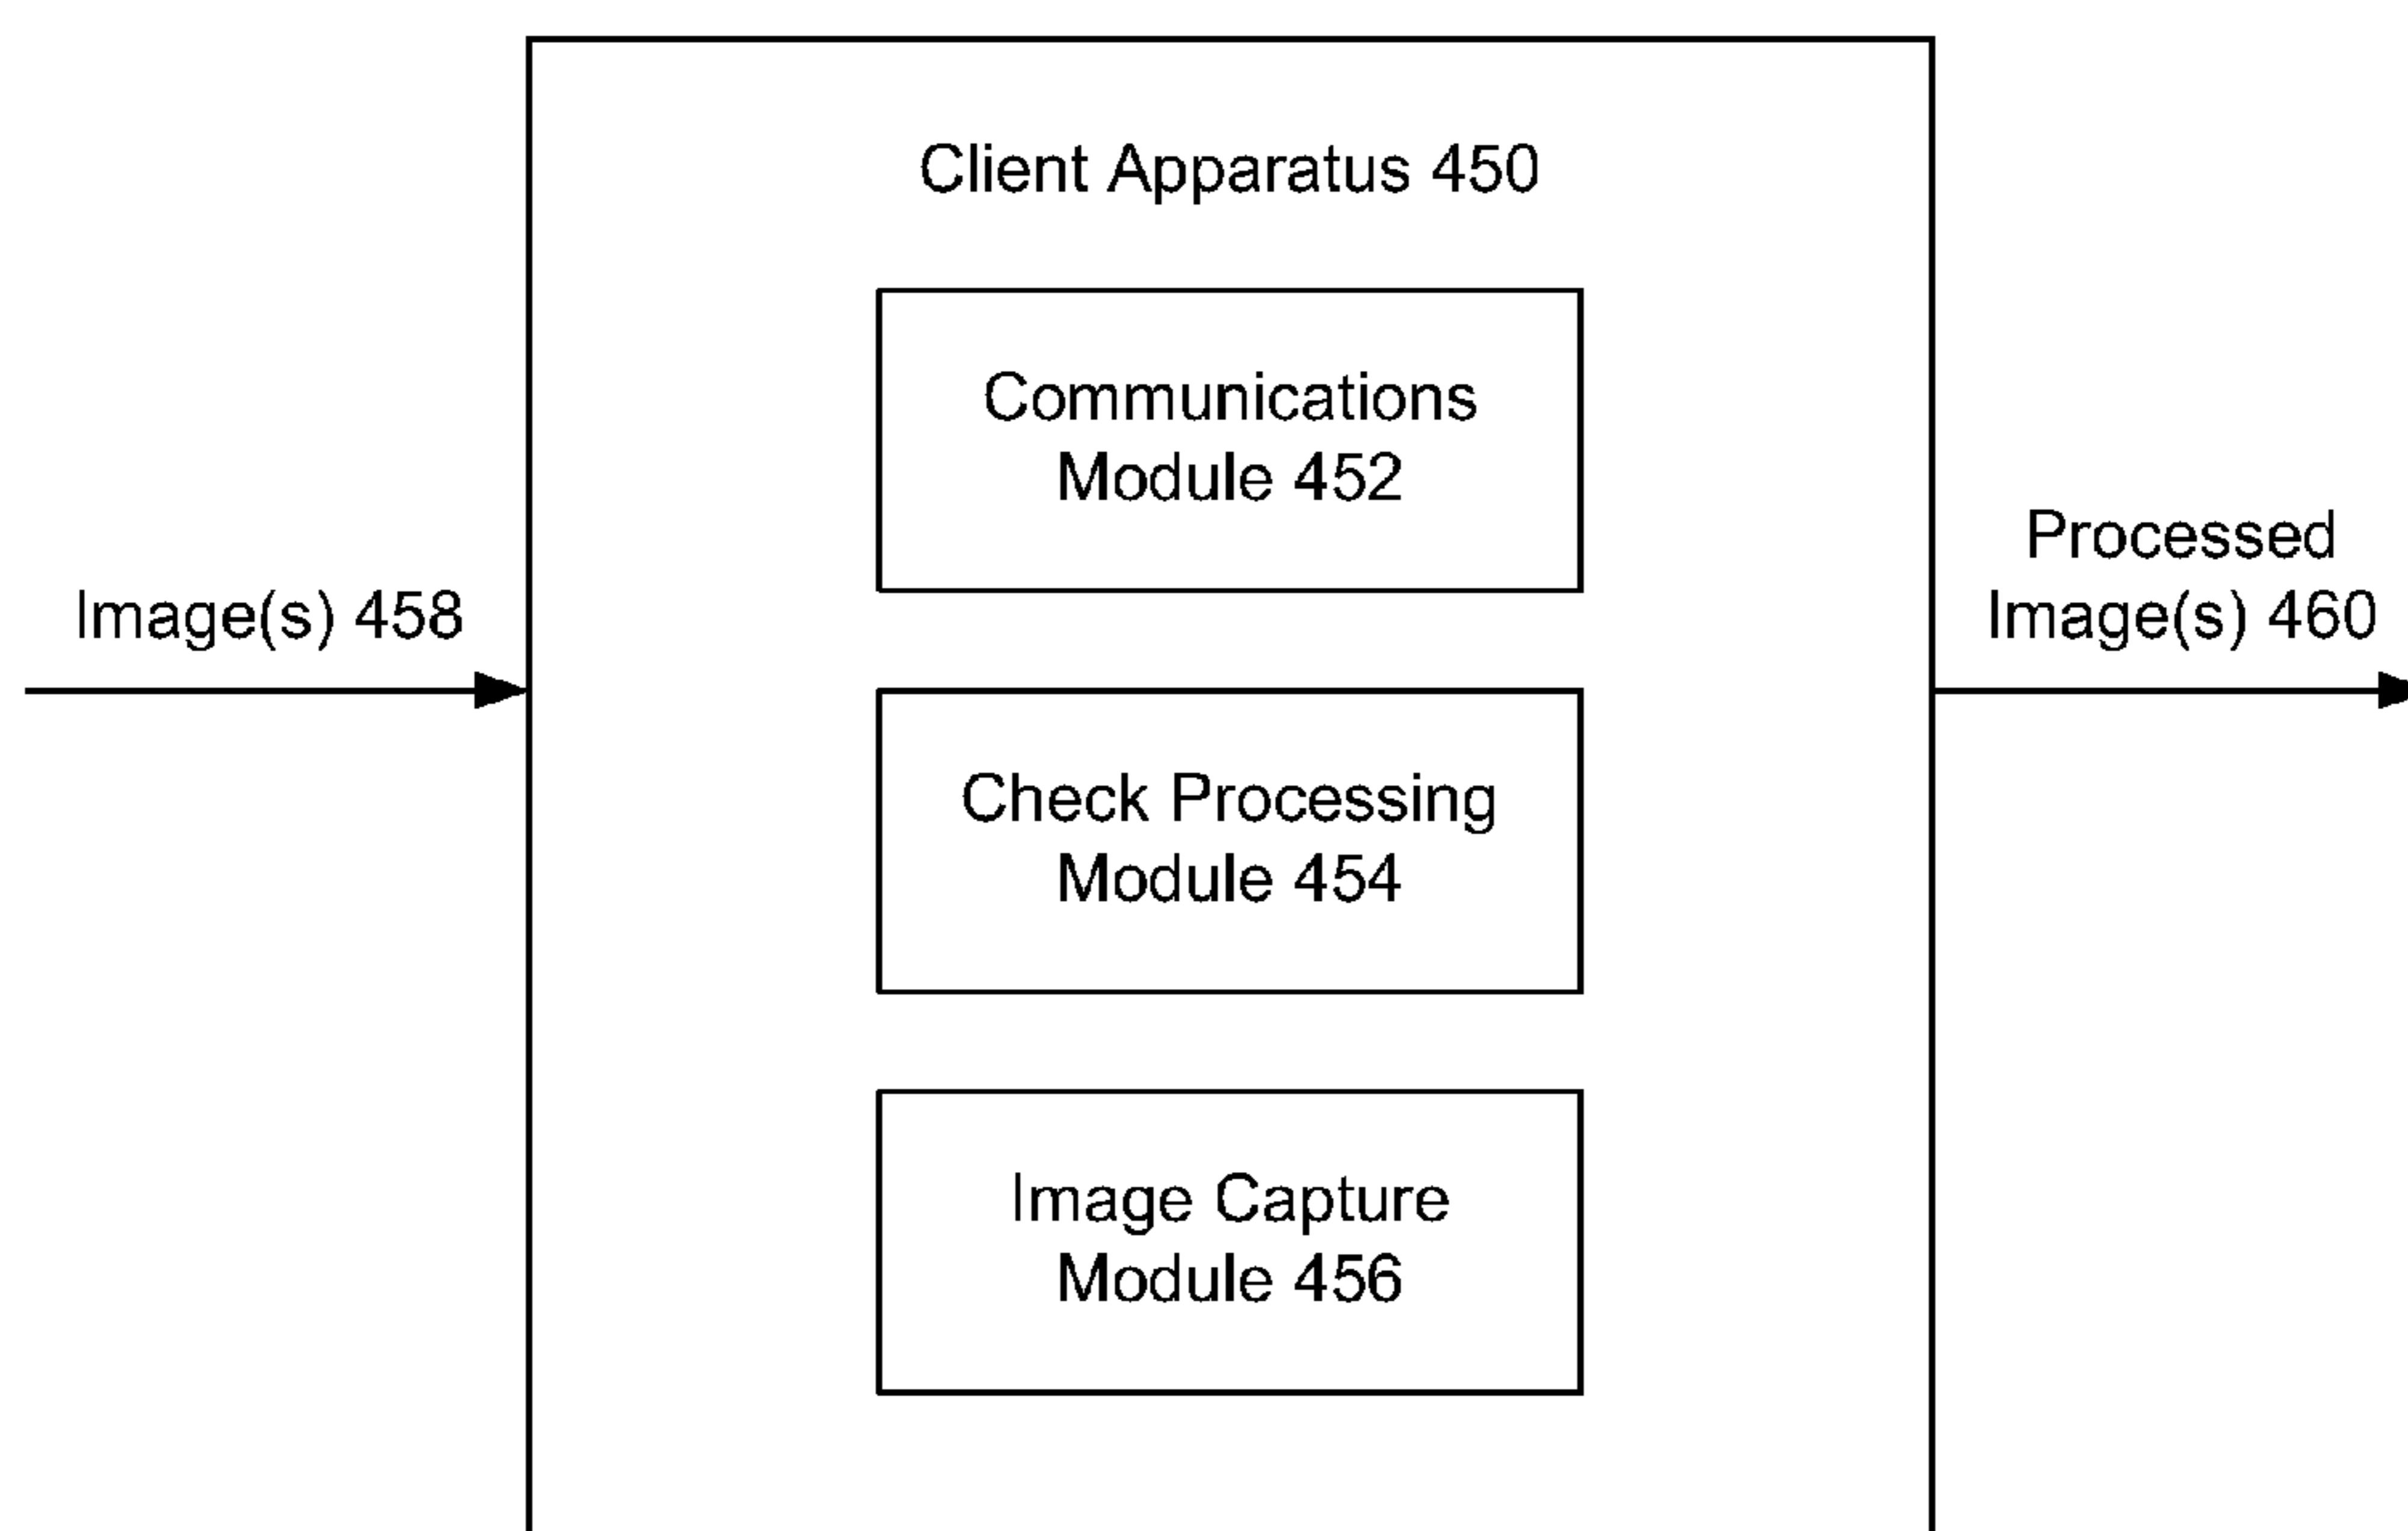 Client Apparatus 450
Communications
Module 452
Image(s) 458
Processed
Image(s) 460
Check Processing
Module 454
Image Capture
Module 456